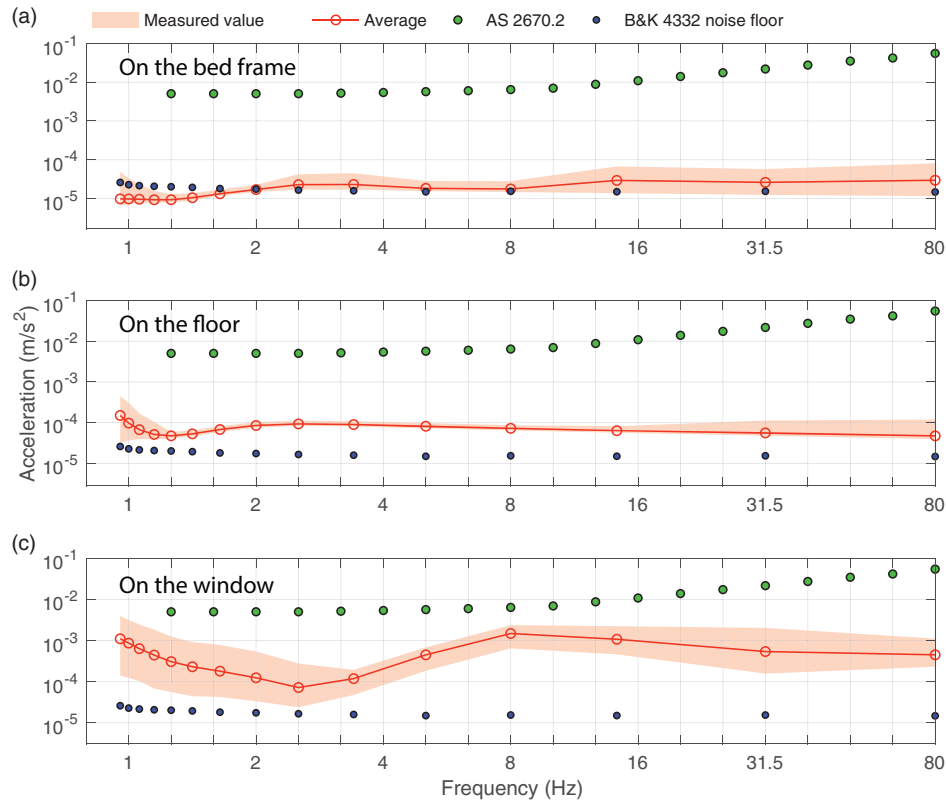 (a) Measured value Average AS 2670.2 B&K 4332 noise floor
10^-1
On the bed frame
10^-2
10^-4
10^-5
1 2 4 8 16 31.5 80
(b)
10^-1
On the floor
10^-2
10^-3
10^-4
10^-5
Acceleration (m/s^2)
1 2 4 8 16 31.5 80
(c)
10^-1
On the window
10^-2
10^-3
10^-4
10^-5
1 2 4 8 16 31.5 80
Frequency (Hz)